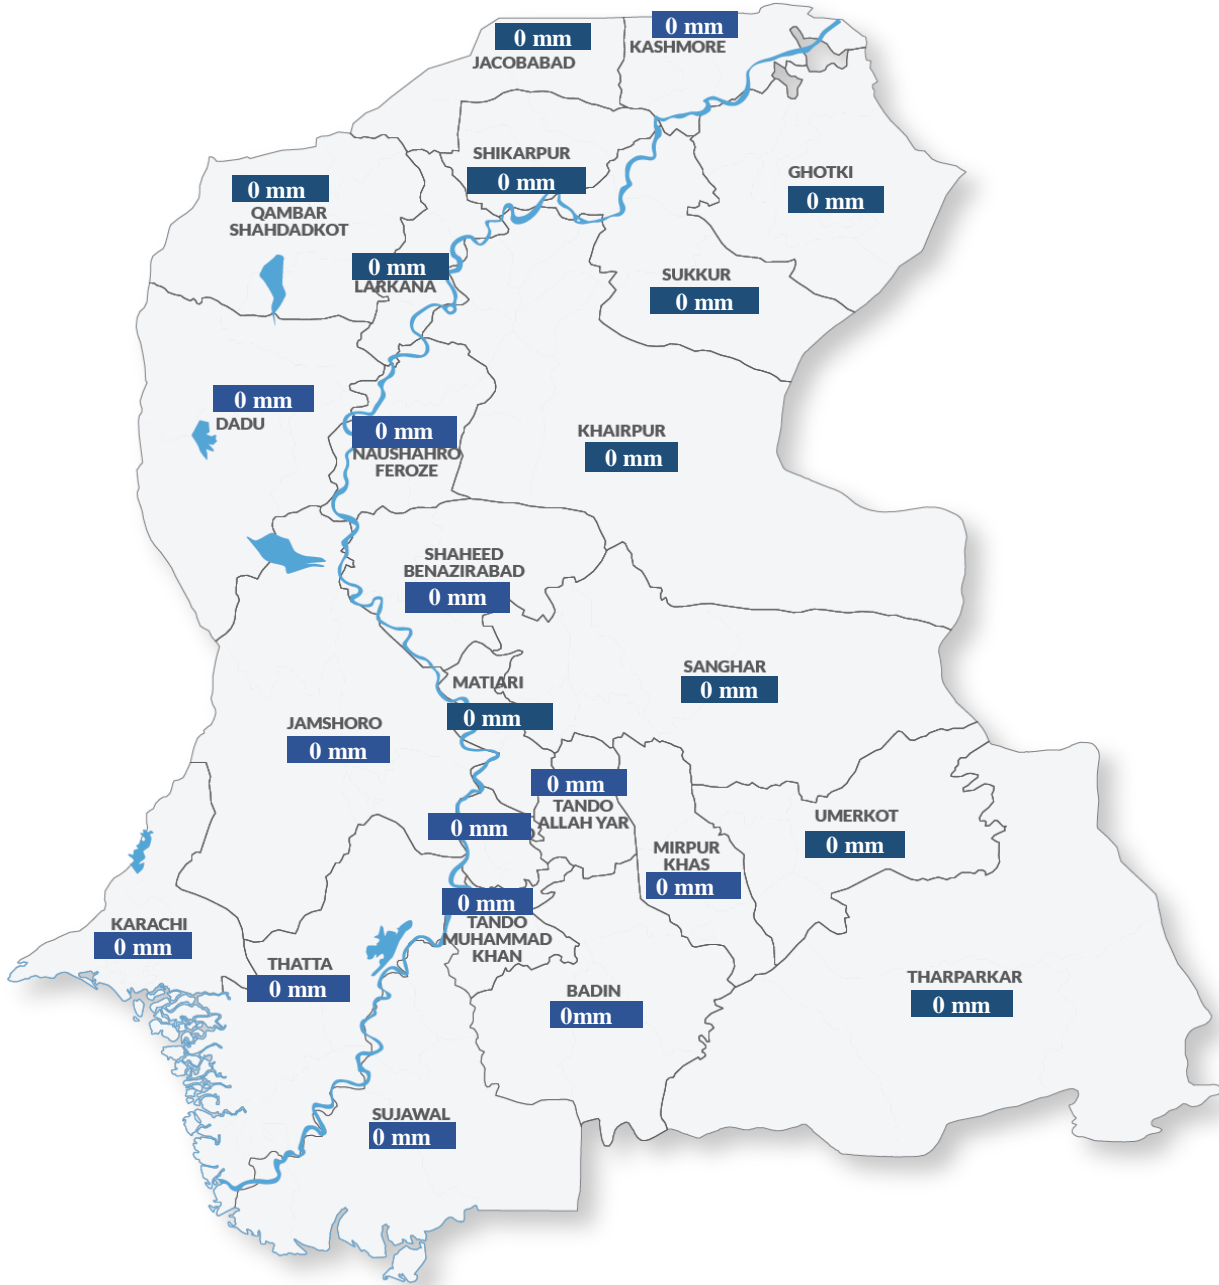 0 mm
KASHMORE
0 mm
JACOBABAD
SHIKARPUR
0 mm
GHOTKI
0 mm
0 mm
QAMBAR
SHAHDADKOT
0 mm
LARKANA
SUKKUR
0 mm
0 mm
DADU
0 mm
NAUSHAHRO
FEROZE
KHAIRPUR
0 mm
SHAHEED
BENAZIRABAD
0 mm
SANGHAR
0 mm
MATIARI
0 mm
JAMSHORO
0 mm
0 mm
TANDO
ALLAH YAR
0 mm
UMERKOT
0 mm
MIRPUR
KHAS
0 mm
0 mm
TANDO
MUHAMMAD
KHAN
KARACHI
0 mm
THATTA
0 mm
BADIN
0mm
THARPARKAR
0 mm
SUJAWAL
0 mm